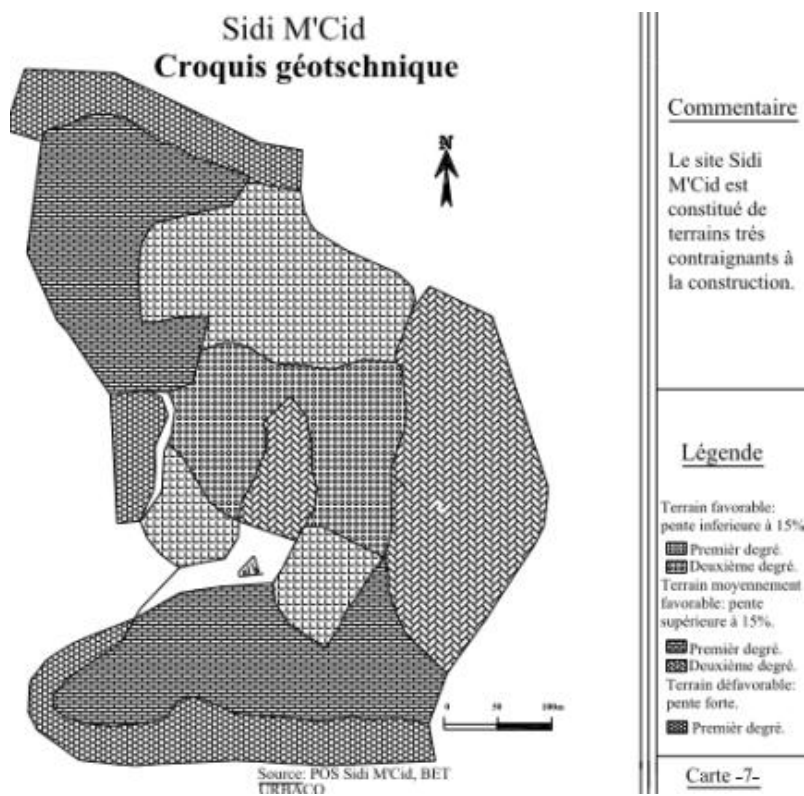 Sidi M'Cid
Croquis géotschnique
N
0 50 100m
Source: POS Sidi M'Cid, BET
URBACO
Commentaire
Le site Sidi
M'Cid est
constitué de
terrains trés
contraignants à
la construction.
Légende
Terrain favorable:
pente inferieure à 15%
Premièr degré.
Deuxième degré.
Terrain moyennement
favorable: pente
supérieure à 15%.
Premièr degré.
Deuxième degré.
Terrain défavorable:
pente forte.
Premièr degré.
Carte -7-